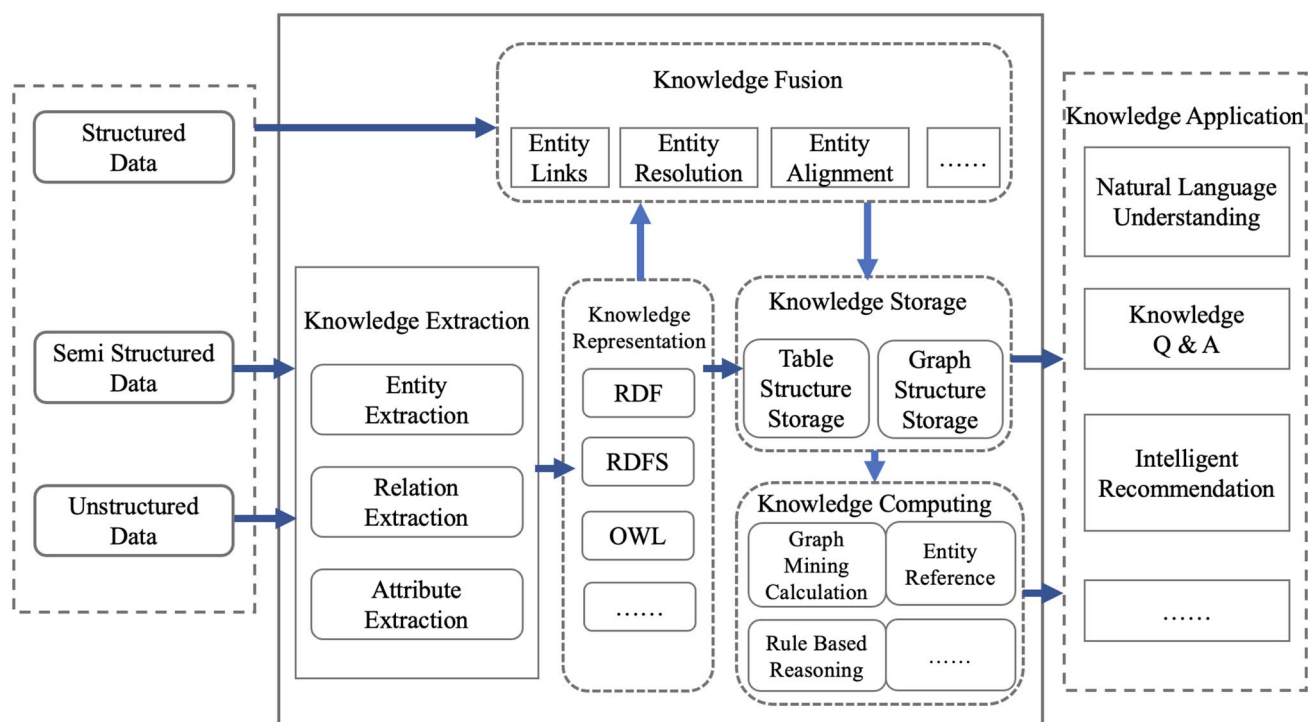 Structured
Data
Semi Structured
Data
Unstructured
Data
Knowledge Fusion
Entity
Links
Entity
Resolution
Entity
Alignment
……
Knowledge Extraction
Entity
Extraction
Relation
Extraction
Attribute
Extraction
Knowledge
Representation
RDF
RDFS
OWL
……
Knowledge Storage
Table
Structure
Storage
Graph
Structure
Storage
Knowledge Computing
Graph
Mining
Calculation
Entity
Reference
Rule Based
Reasoning
……
Knowledge Application
Natural Language
Understanding
Knowledge
Q & A
Intelligent
Recommendation
……